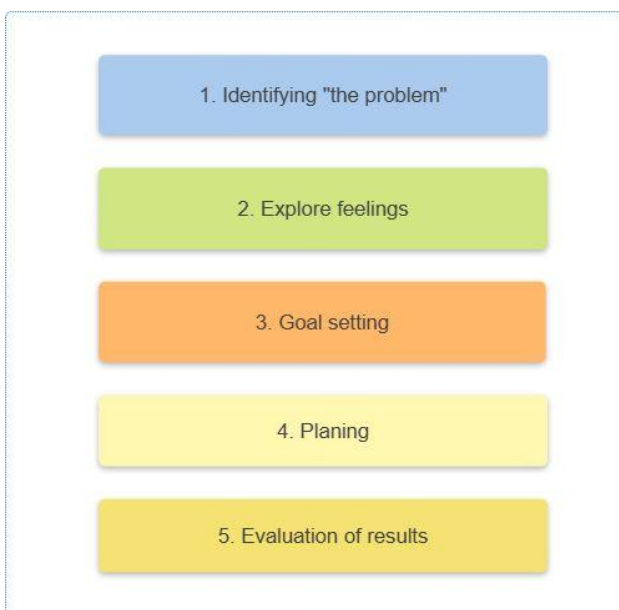 1. Identifying "the problem"
2. Explore feelings
3. Goal setting
4. Planing
5. Evaluation of results